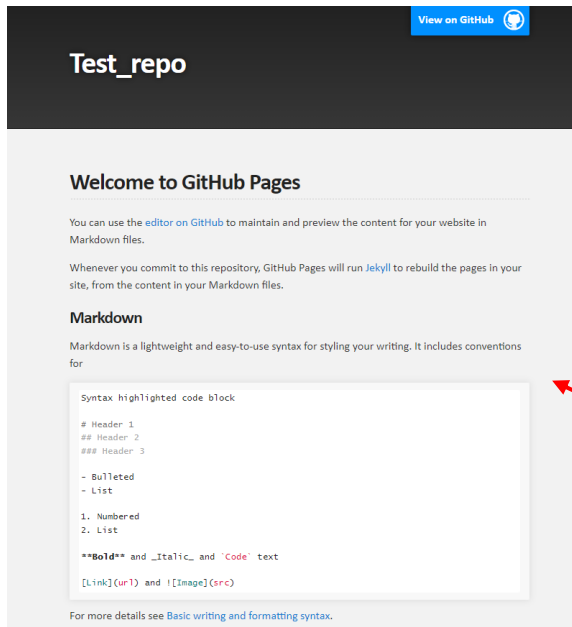 View on GitHub
Test_repo
Welcome to GitHub Pages
You can use the editor on GitHub to maintain and preview the content for your website in
Markdown files.
Whenever you commit to this repository, GitHub Pages will run Jekyll to rebuild the pages in your
site, from the content in your Markdown files.
Markdown
Markdown is a lightweight and easy-to-use syntax for styling your writing. It includes conventions
for
Syntax highlighted code block
# Header 1
## Header 2
### Header 3
- Bulleted
- List
1. Numbered
2. List
**Bold** and _Italic_ and `Code` text
[Link](url) and ![Image](src)
For more details see Basic writing and formatting syntax.